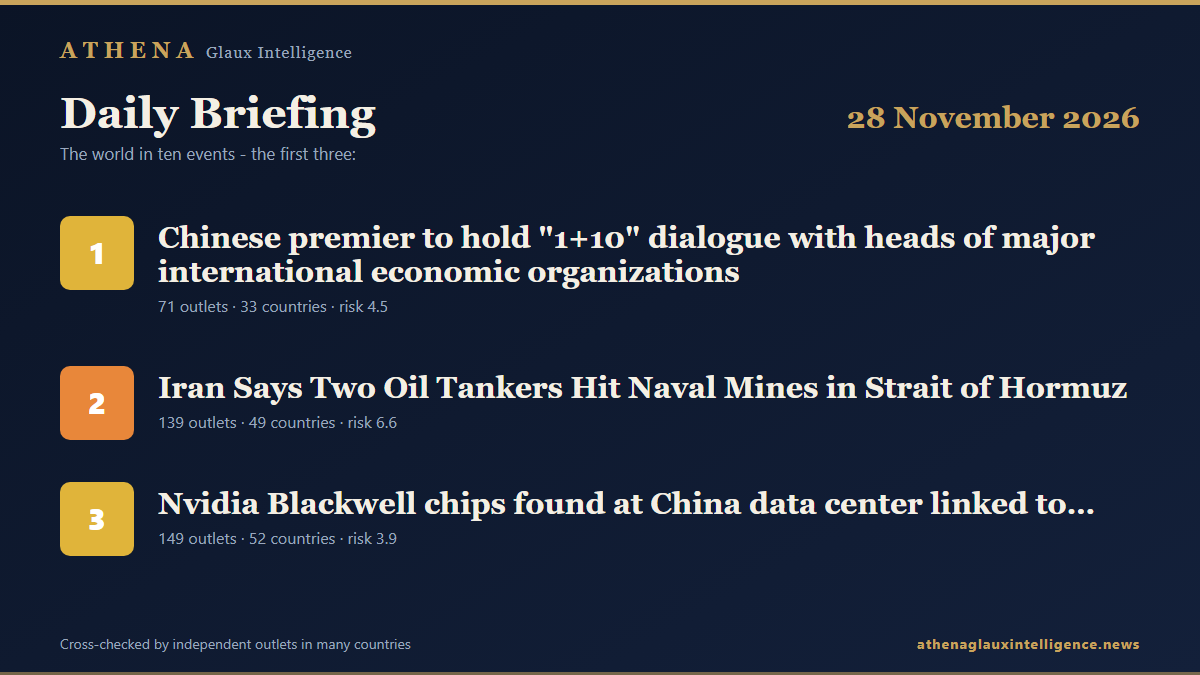 ATHENA Glaux Intelligence
Daily Briefing
28 November 2026
The world in ten events - the first three:
1
Chinese premier to hold "1+10" dialogue with heads of major
international economic organizations
71 outlets · 33 countries · risk 4.5
2
Iran Says Two Oil Tankers Hit Naval Mines in Strait of Hormuz
139 outlets · 49 countries · risk 6.6
3
Nvidia Blackwell chips found at China data center linked to...
149 outlets · 52 countries · risk 3.9
Cross-checked by independent outlets in many countries
athenaglauxintelligence.news